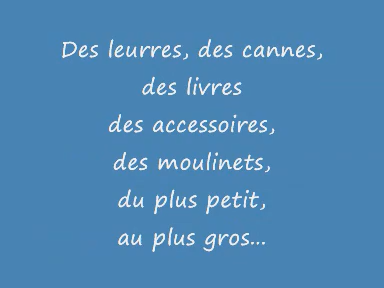 Des leurres, des cannes,
des livres
des accessoires,
des moulinets,
du plus petit,
au plus gros...